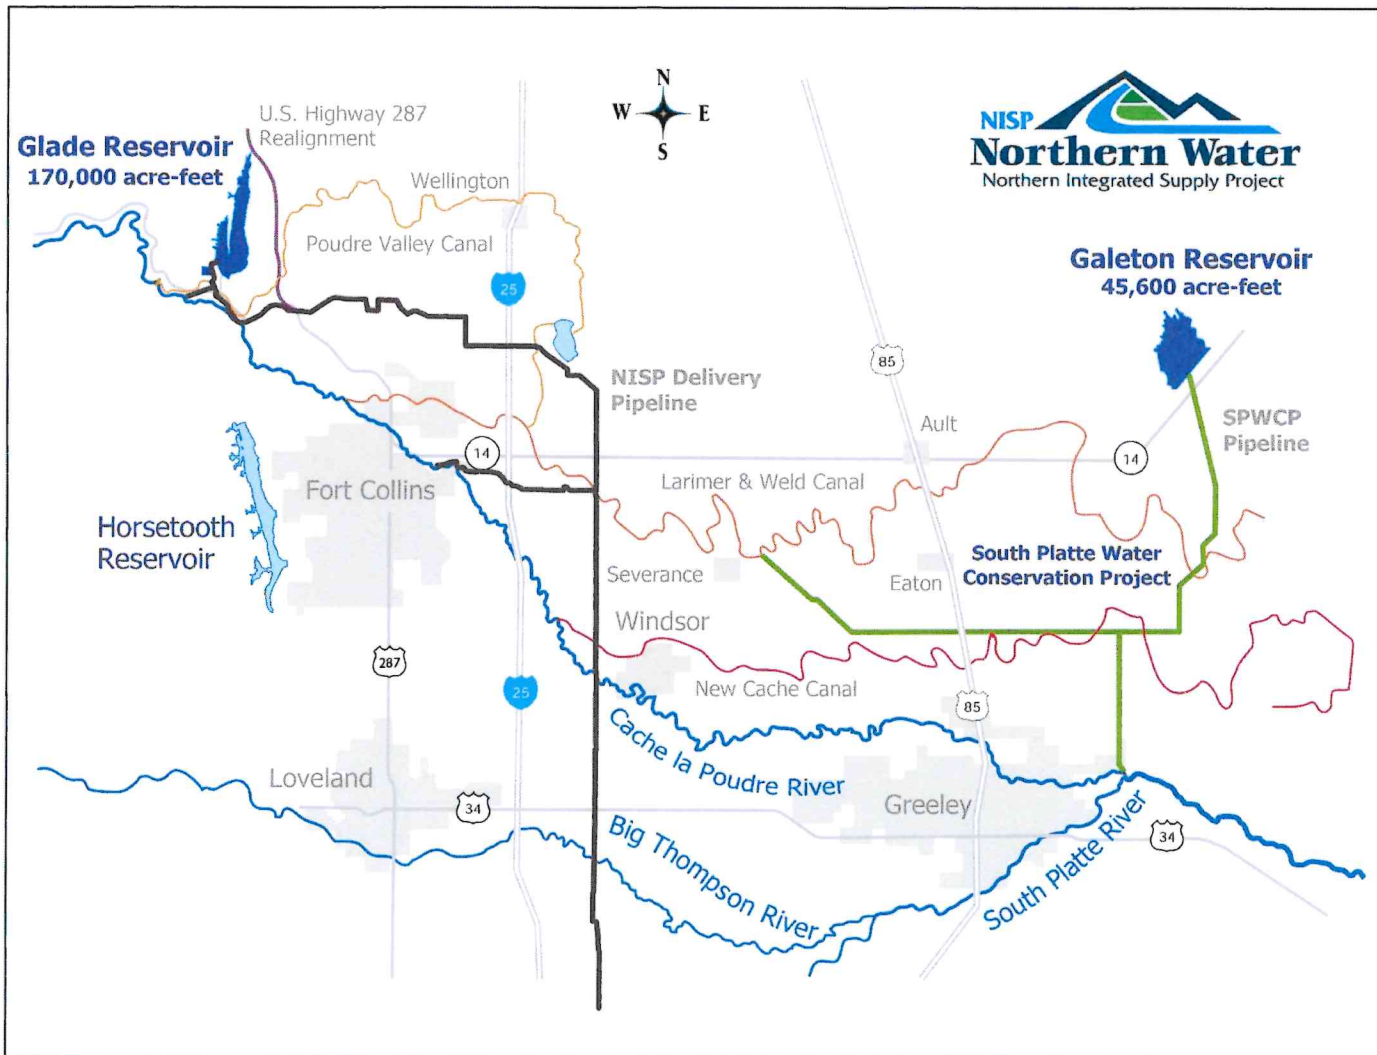 N
W
E
S
NISP
Northern Water
Northern Integrated Supply Project
U.S. Highway 287
Realignment
Glade Reservoir
170,000 acre-feet
Wellington
Poudre Valley Canal
25
Galeton Reservoir
45,600 acre-feet
85
NISP Delivery
Pipeline
Ault
SPWCP
Pipeline
14
14
Larimer & Weld Canal
Fort Collins
Horsetooth
Reservoir
South Platte Water
Conservation Project
Severance
Eaton
Windsor
287
25
New Cache Canal
85
Cache la Poudre River
Loveland
34
Greeley
Big Thompson River
South Platte River
34